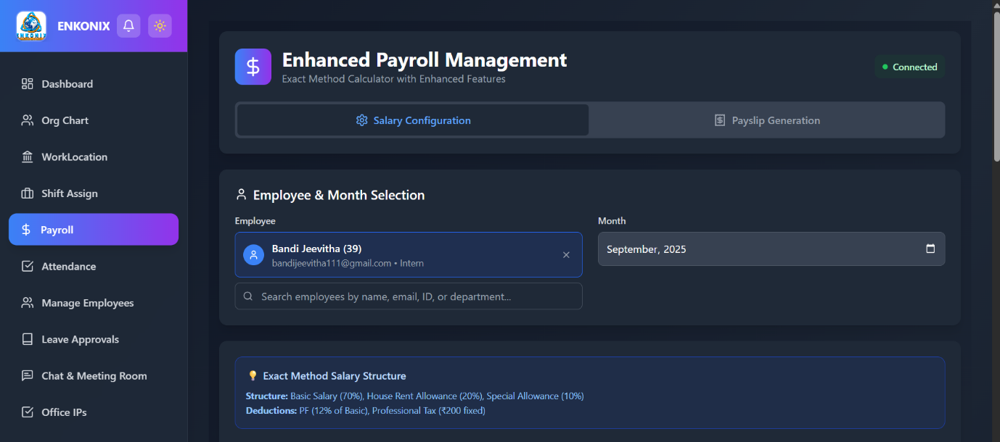 ENKONIX
ENKONIX
Dashboard
Org Chart
WorkLocation
Shift Assign
Payroll
Attendance
Manage Employees
Leave Approvals
Chat & Meeting Room
Office IPs
Enhanced Payroll Management
Exact Method Calculator with Enhanced Features
Connected
Salary Configuration
Payslip Generation
Employee & Month Selection
Employee
Bandi Jeevitha (39)
bandijeevitha111@gmail.com • Intern
Search employees by name, email, ID, or department...
Month
September, 2025
Exact Method Salary Structure
Structure: Basic Salary (70%), House Rent Allowance (20%), Special Allowance (10%)
Deductions: PF (12% of Basic), Professional Tax (₹200 fixed)